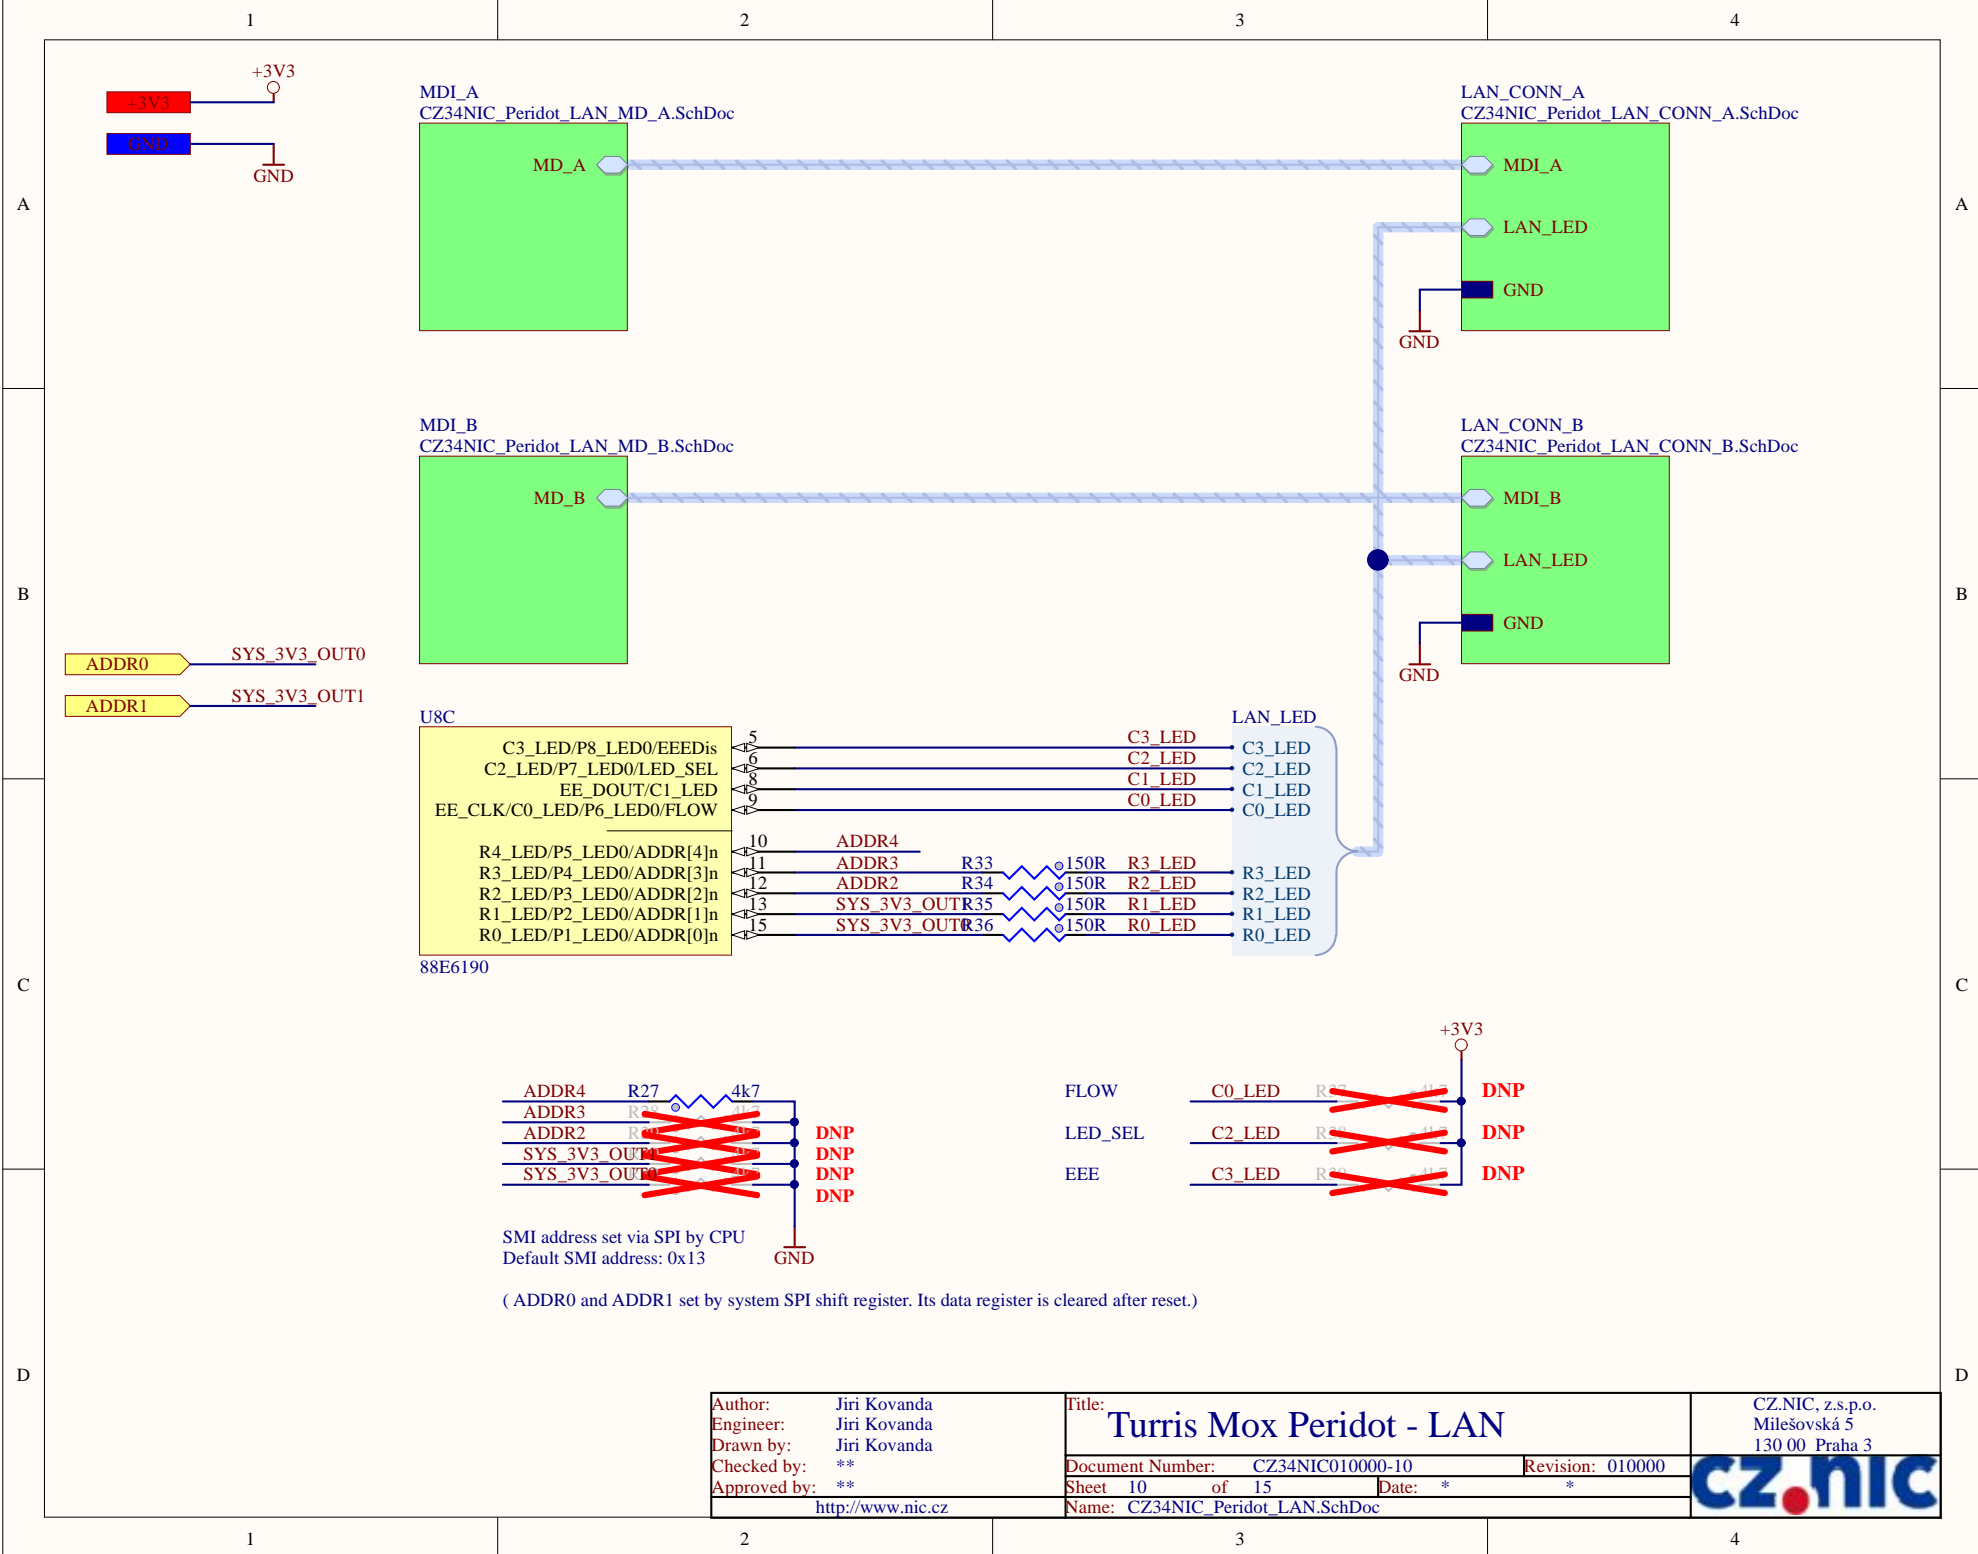 1 2 3 4
A A
B B
C C
D D
+3V3
+3V3
GND
GND
MDI_A
CZ34NIC_Peridot_LAN_MD_A.SchDoc
MD_A
LAN_CONN_A
CZ34NIC_Peridot_LAN_CONN_A.SchDoc
MDI_A
LAN_LED
GND
GND
MDI_B
CZ34NIC_Peridot_LAN_MD_B.SchDoc
MD_B
LAN_CONN_B
CZ34NIC_Peridot_LAN_CONN_B.SchDoc
MDI_B
LAN_LED
GND
GND
ADDR0 SYS_3V3_OUT0
ADDR1 SYS_3V3_OUT1
U8C LAN_LED
C3_LED/P8_LED0/EEEDis 5 C3_LED C3_LED
C2_LED/P7_LED0/LED_SEL 6 C2_LED C2_LED
EE_DOUT/C1_LED 8 C1_LED C1_LED
EE_CLK/C0_LED/P6_LED0/FLOW 9 C0_LED C0_LED
R4_LED/P5_LED0/ADDR[4]n 10 ADDR4
R3_LED/P4_LED0/ADDR[3]n 11 ADDR3 R33 150R R3_LED R3_LED
R2_LED/P3_LED0/ADDR[2]n 12 ADDR2 R34 150R R2_LED R2_LED
R1_LED/P2_LED0/ADDR[1]n 13 SYS_3V3_OUT1 R35 150R R1_LED R1_LED
R0_LED/P1_LED0/ADDR[0]n 15 SYS_3V3_OUT0 R36 150R R0_LED R0_LED
88E6190
ADDR4 R27 4k7
ADDR3
ADDR2 DNP
SYS_3V3_OUT1 DNP
SYS_3V3_OUT0 DNP
DNP
GND
+3V3
FLOW C0_LED DNP
LED_SEL C2_LED DNP
EEE C3_LED DNP
SMI address set via SPI by CPU
Default SMI address: 0x13
( ADDR0 and ADDR1 set by system SPI shift register. Its data register is cleared after reset.)
Author: Jiri Kovanda
Engineer: Jiri Kovanda
Drawn by: Jiri Kovanda
Checked by: **
Approved by: **
http://www.nic.cz
Title: Turris Mox Peridot - LAN
Document Number: CZ34NIC010000-10 Revision: 010000
Sheet 10 of 15 Date: * *
Name: CZ34NIC_Peridot_LAN.SchDoc
CZ.NIC, z.s.p.o.
Milešovská 5
130 00 Praha 3
cz.nic
1 2 3 4